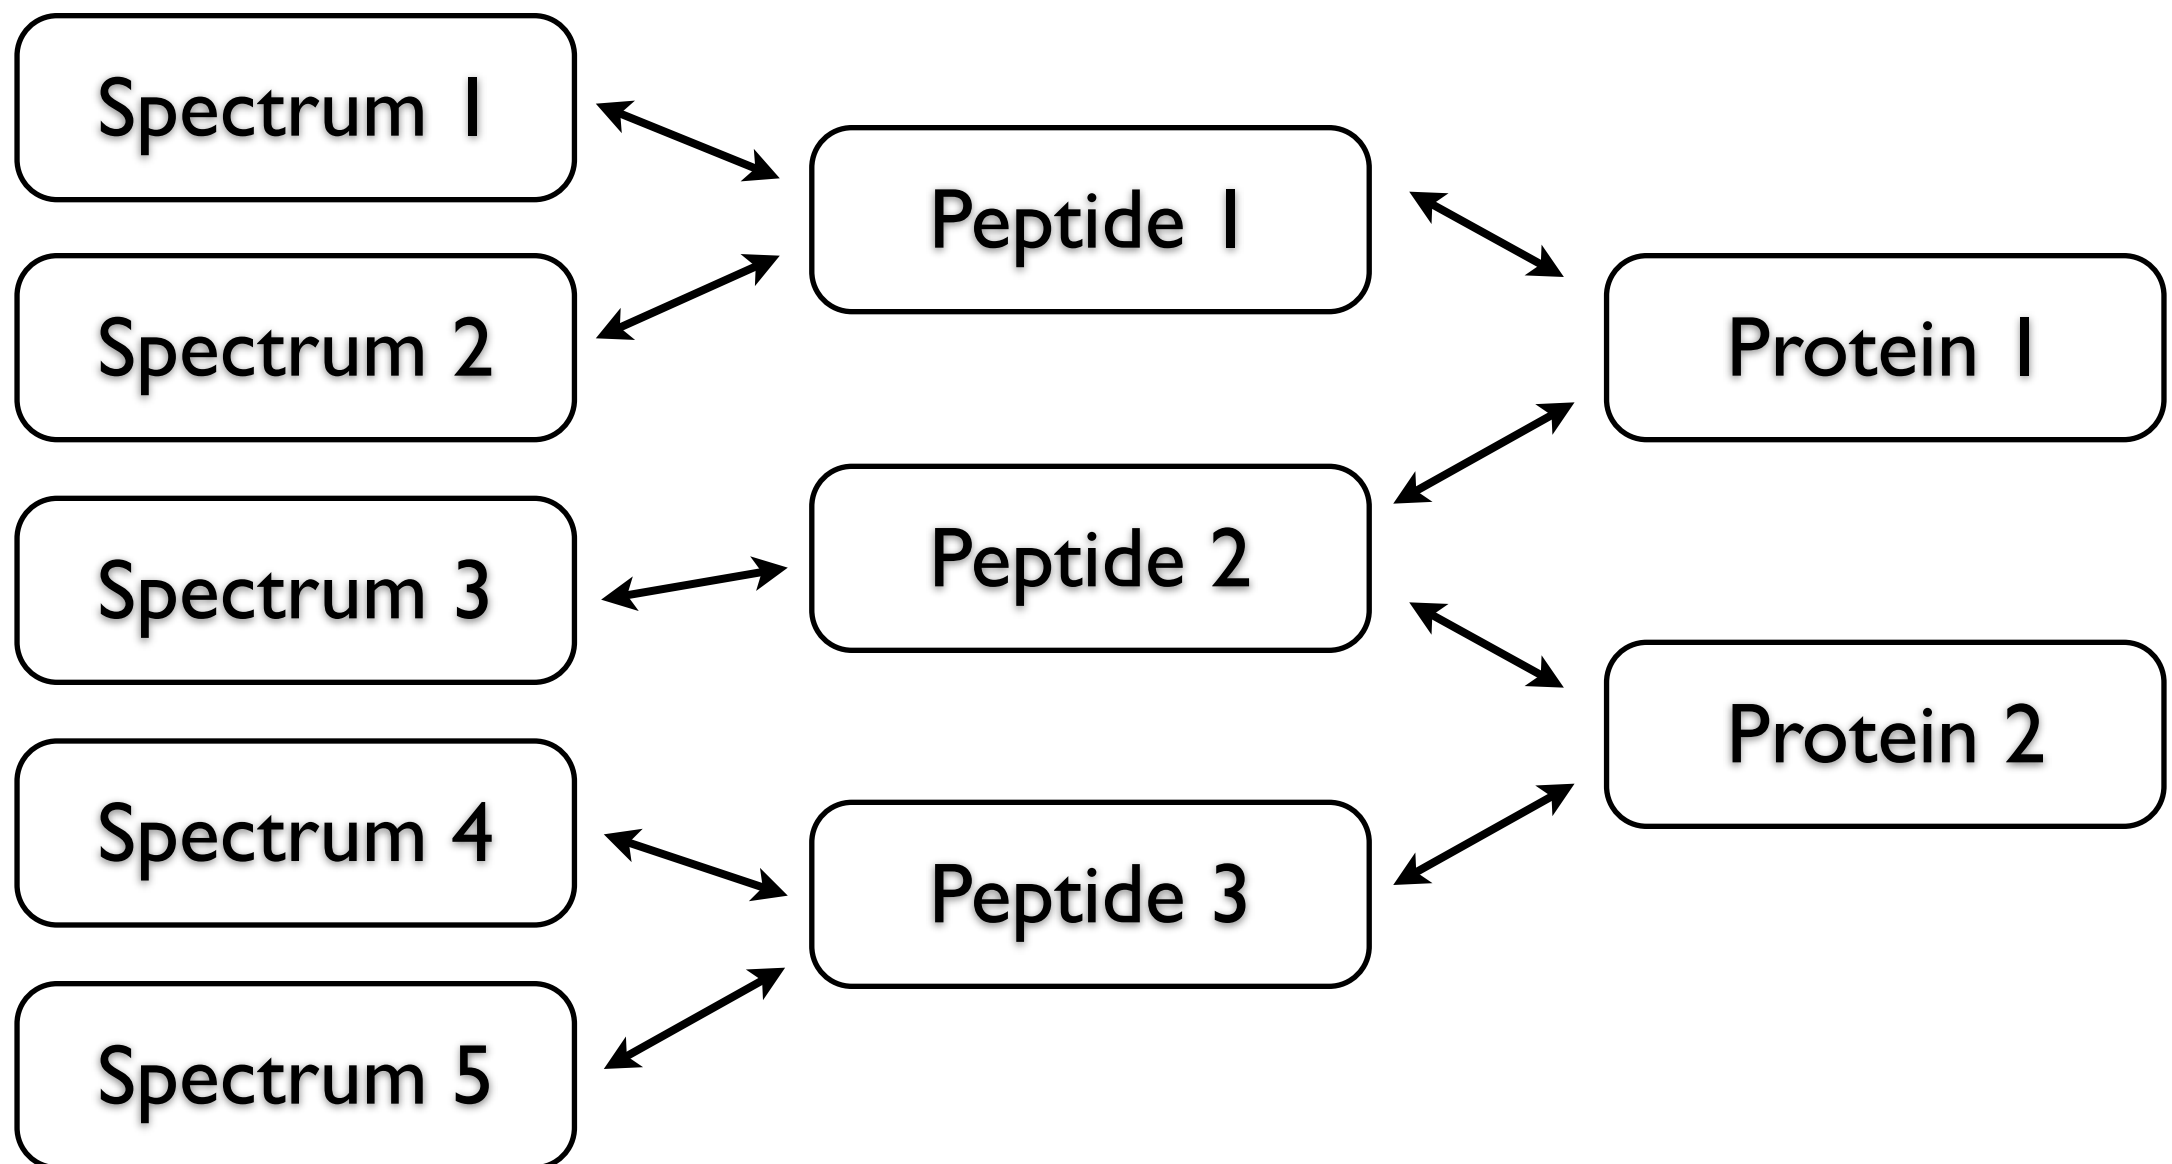 Spectrum 1
Spectrum 2
Spectrum 3
Spectrum 4
Spectrum 5
Peptide 1
Peptide 2
Peptide 3
Protein 1
Protein 2